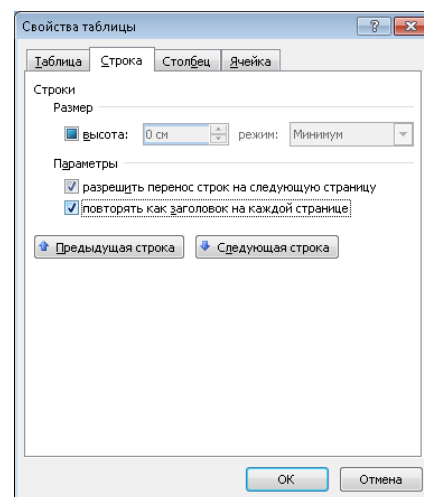 Свойства таблицы
Таблица Строка Столбец Ячейка
Строки
Размер
высота: 0 см режим: Минимум
Параметры
разрешить перенос строк на следующую страницу
повторять как заголовок на каждой странице
Предыдущая строка Следующая строка
ОК Отмена